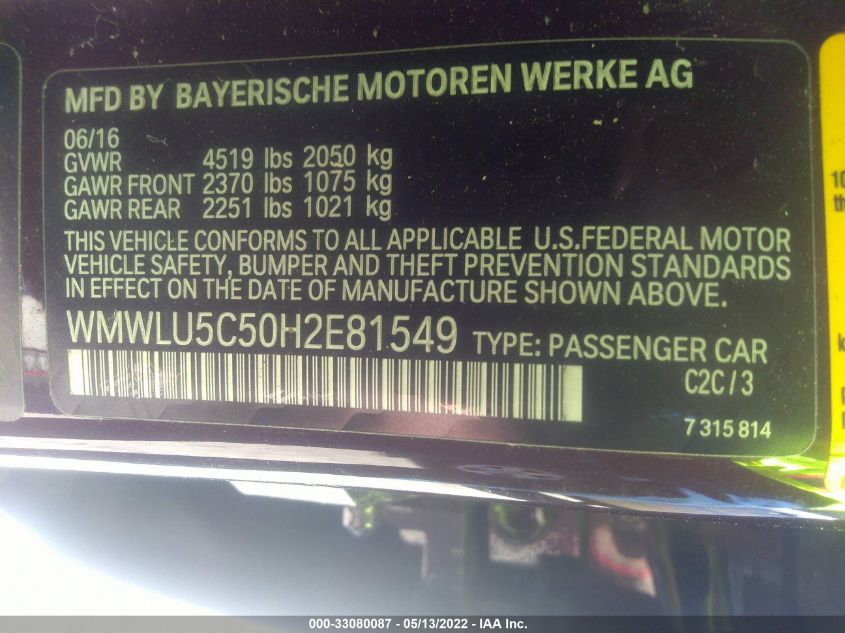 MFD BY BAYERISCHE MOTOREN WERKE AG
06/16
GVWR 4519 lbs 2050 kg
GAWR FRONT 2370 lbs 1075 kg
GAWR REAR 2251 lbs 1021 kg
THIS VEHICLE CONFORMS TO ALL APPLICABLE U.S.FEDERAL MOTOR
VEHICLE SAFETY, BUMPER AND THEFT PREVENTION STANDARDS
IN EFFECT ON THE DATE OF MANUFACTURE SHOWN ABOVE.
WMWLU5C50H2E81549 TYPE: PASSENGER CAR
C2C / 3
7 315 814
10
th
k
000-33080087 - 05/13/2022 - IAA Inc.